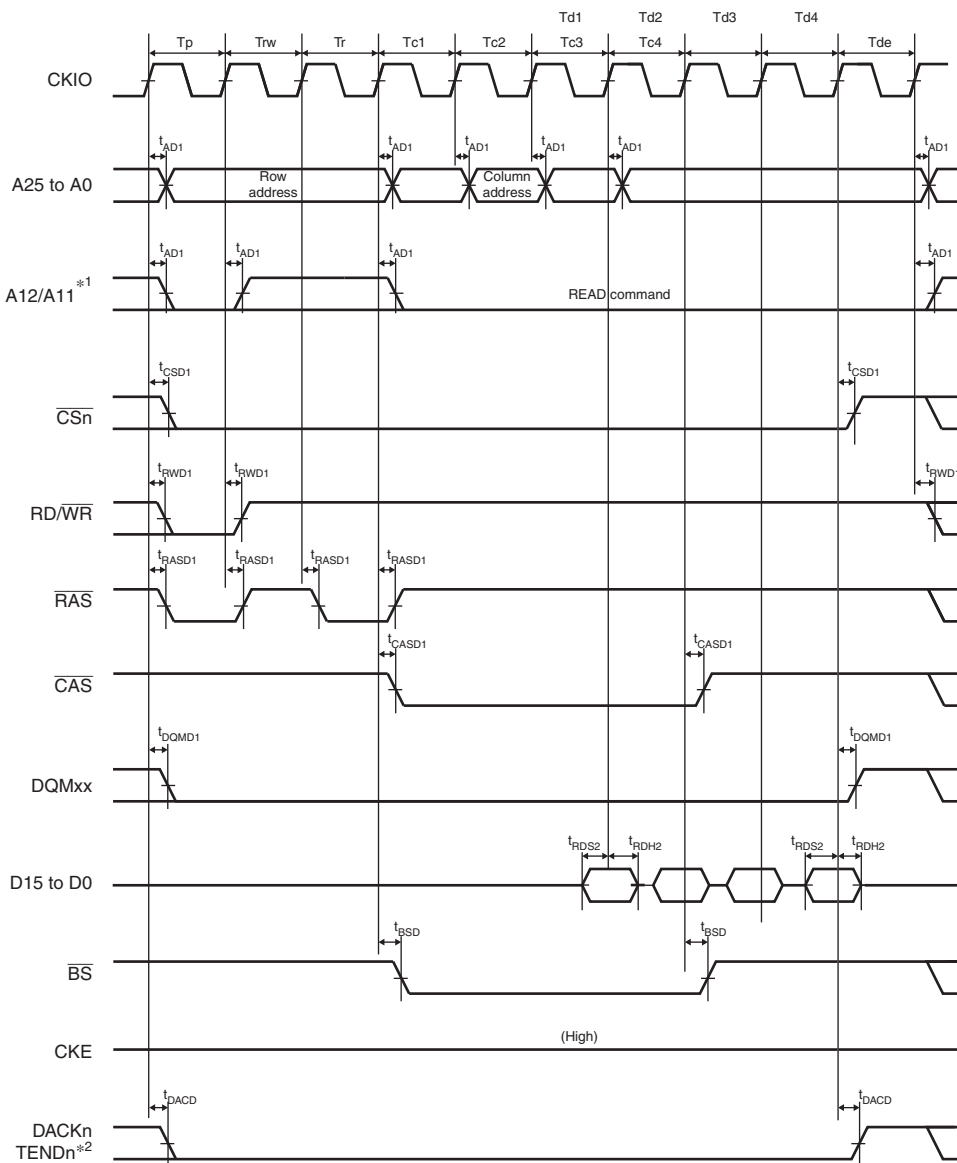 Td1 Td2 Td3 Td4
Tp Trw Tr Tc1 Tc2 Tc3 Tc4 Tde
CKIO
tAD1 tAD1 tAD1 tAD1 tAD1 tAD1
A25 to A0
Row address
Column address
tAD1 tAD1 tAD1 tAD1
A12/A11*1
READ command
tCSD1 tCSD1
CSn
tRWD1 tRWD1 tRWD1
RD/WR
tRASD1 tRASD1 tRASD1 tRASD1
RAS
tCASD1 tCASD1
CAS
tDQMD1 tDQMD1
DQMxx
tRDS2 tRDH2 tRDS2 tRDH2
D15 to D0
tBSD tBSD
BS
(High)
CKE
tDACD tDACD
DACKn
TENDn*2